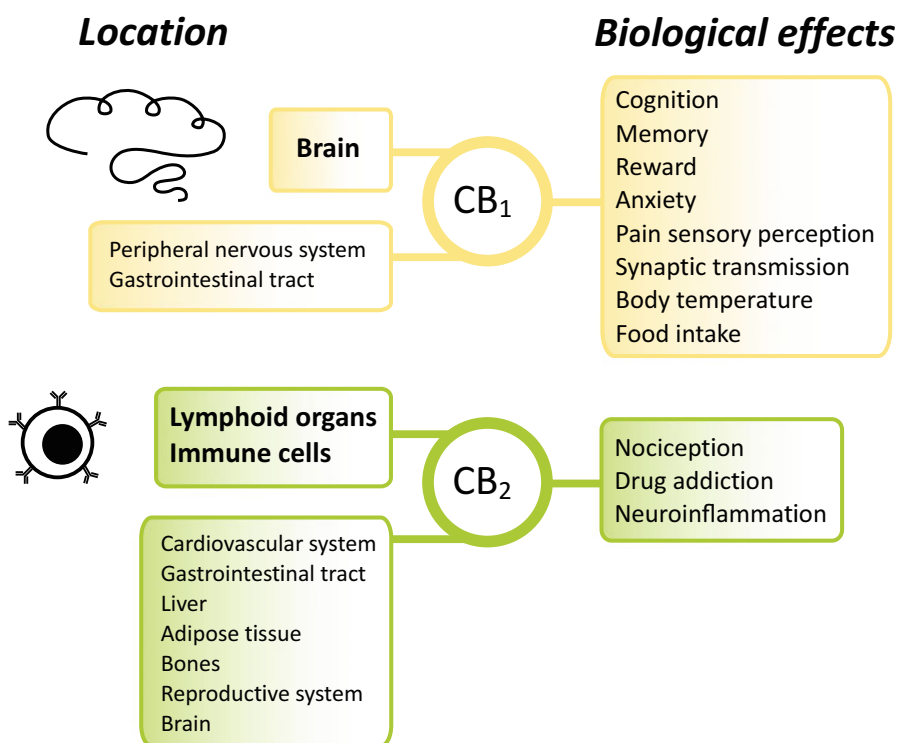 Location
Biological effects
Brain
Peripheral nervous system
Gastrointestinal tract
CB₁
Cognition
Memory
Reward
Anxiety
Pain sensory perception
Synaptic transmission
Body temperature
Food intake
Lymphoid organs
Immune cells
Cardiovascular system
Gastrointestinal tract
Liver
Adipose tissue
Bones
Reproductive system
Brain
CB₂
Nociception
Drug addiction
Neuroinflammation